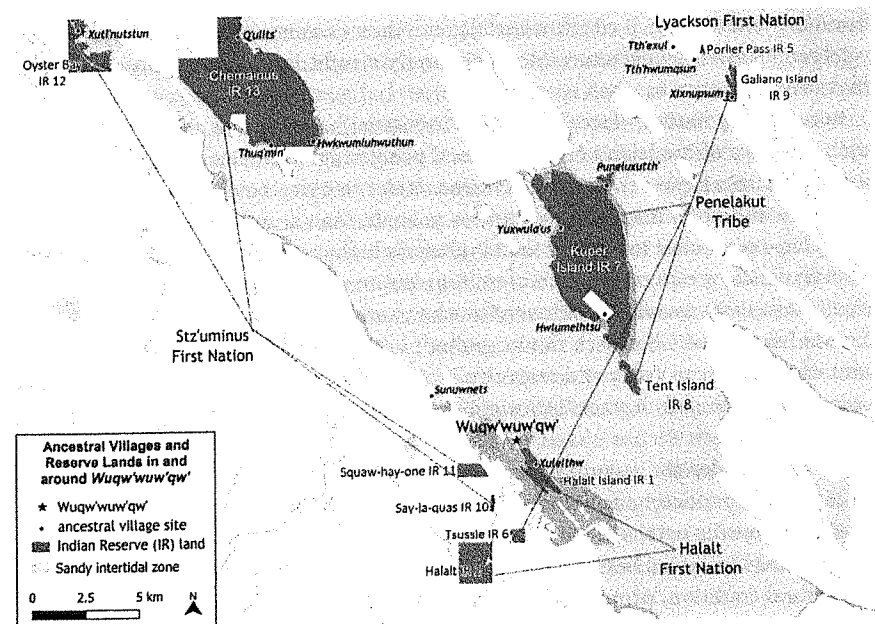 Lyackson First Nation
Xutl'nutstun
Oyster Bay
IR 12
Qulits'
Chemainus
IR 13
Thuq'min'
Hwkwumluhwuthun
Tth'exul
Porlier Pass IR 5
Tth'hwumqsun
Galiano Island
IR 9
Xixnupsum
Puneluxutth'
Penelakut
Tribe
Yuxwula'us
Kuper
Island IR 7
Hwlumelhtsu
Tent Island
IR 8
Stz'uminus
First Nation
Sunuwnets
Wuqw'wuw'qw'
Xulelthw
Halalt Island IR 1
Squaw-hay-one IR 11
Say-la-quas IR 10
Tsussie IR 6
Halalt
Halalt
First Nation
Ancestral Villages and
Reserve Lands in and
around Wuqw'wuw'qw'
Wuqw'wuw'qw'
ancestral village site
Indian Reserve (IR) land
Sandy intertidal zone
0 2.5 5 km
N